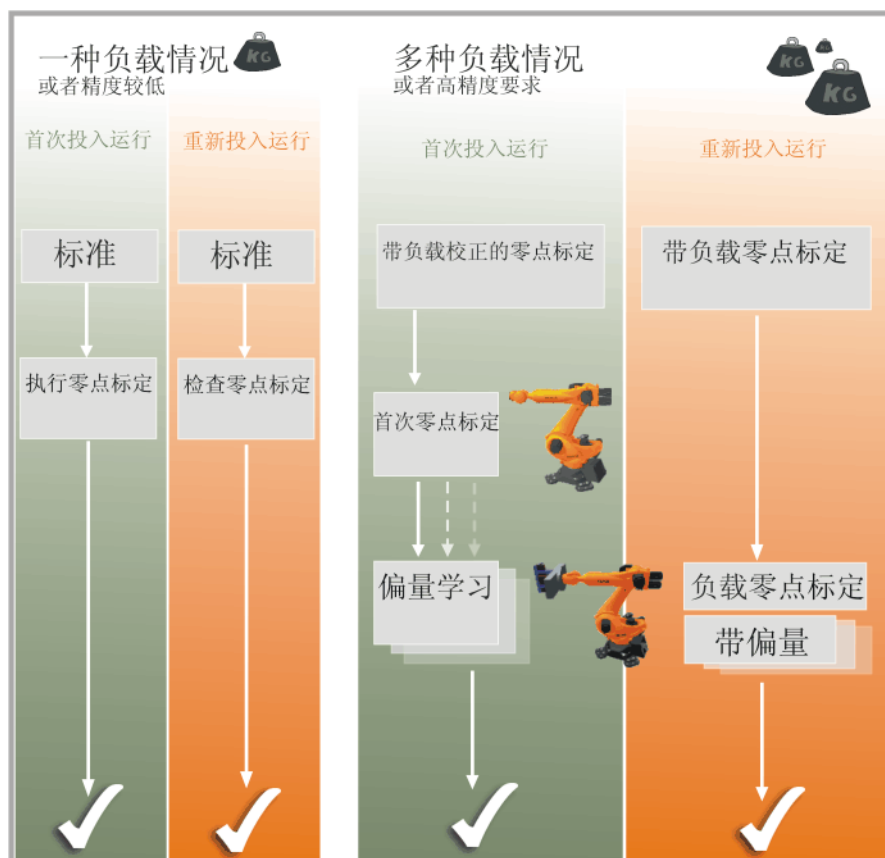 一种负载情况
或者精度较低
KG
首次投入运行
重新投入运行
标准
标准
执行零点标定
检查零点标定
多种负载情况
或者高精度要求
KG
KG
首次投入运行
重新投入运行
带负载校正的零点标定
带负载零点标定
首次零点标定
偏量学习
负载零点标定
带偏量